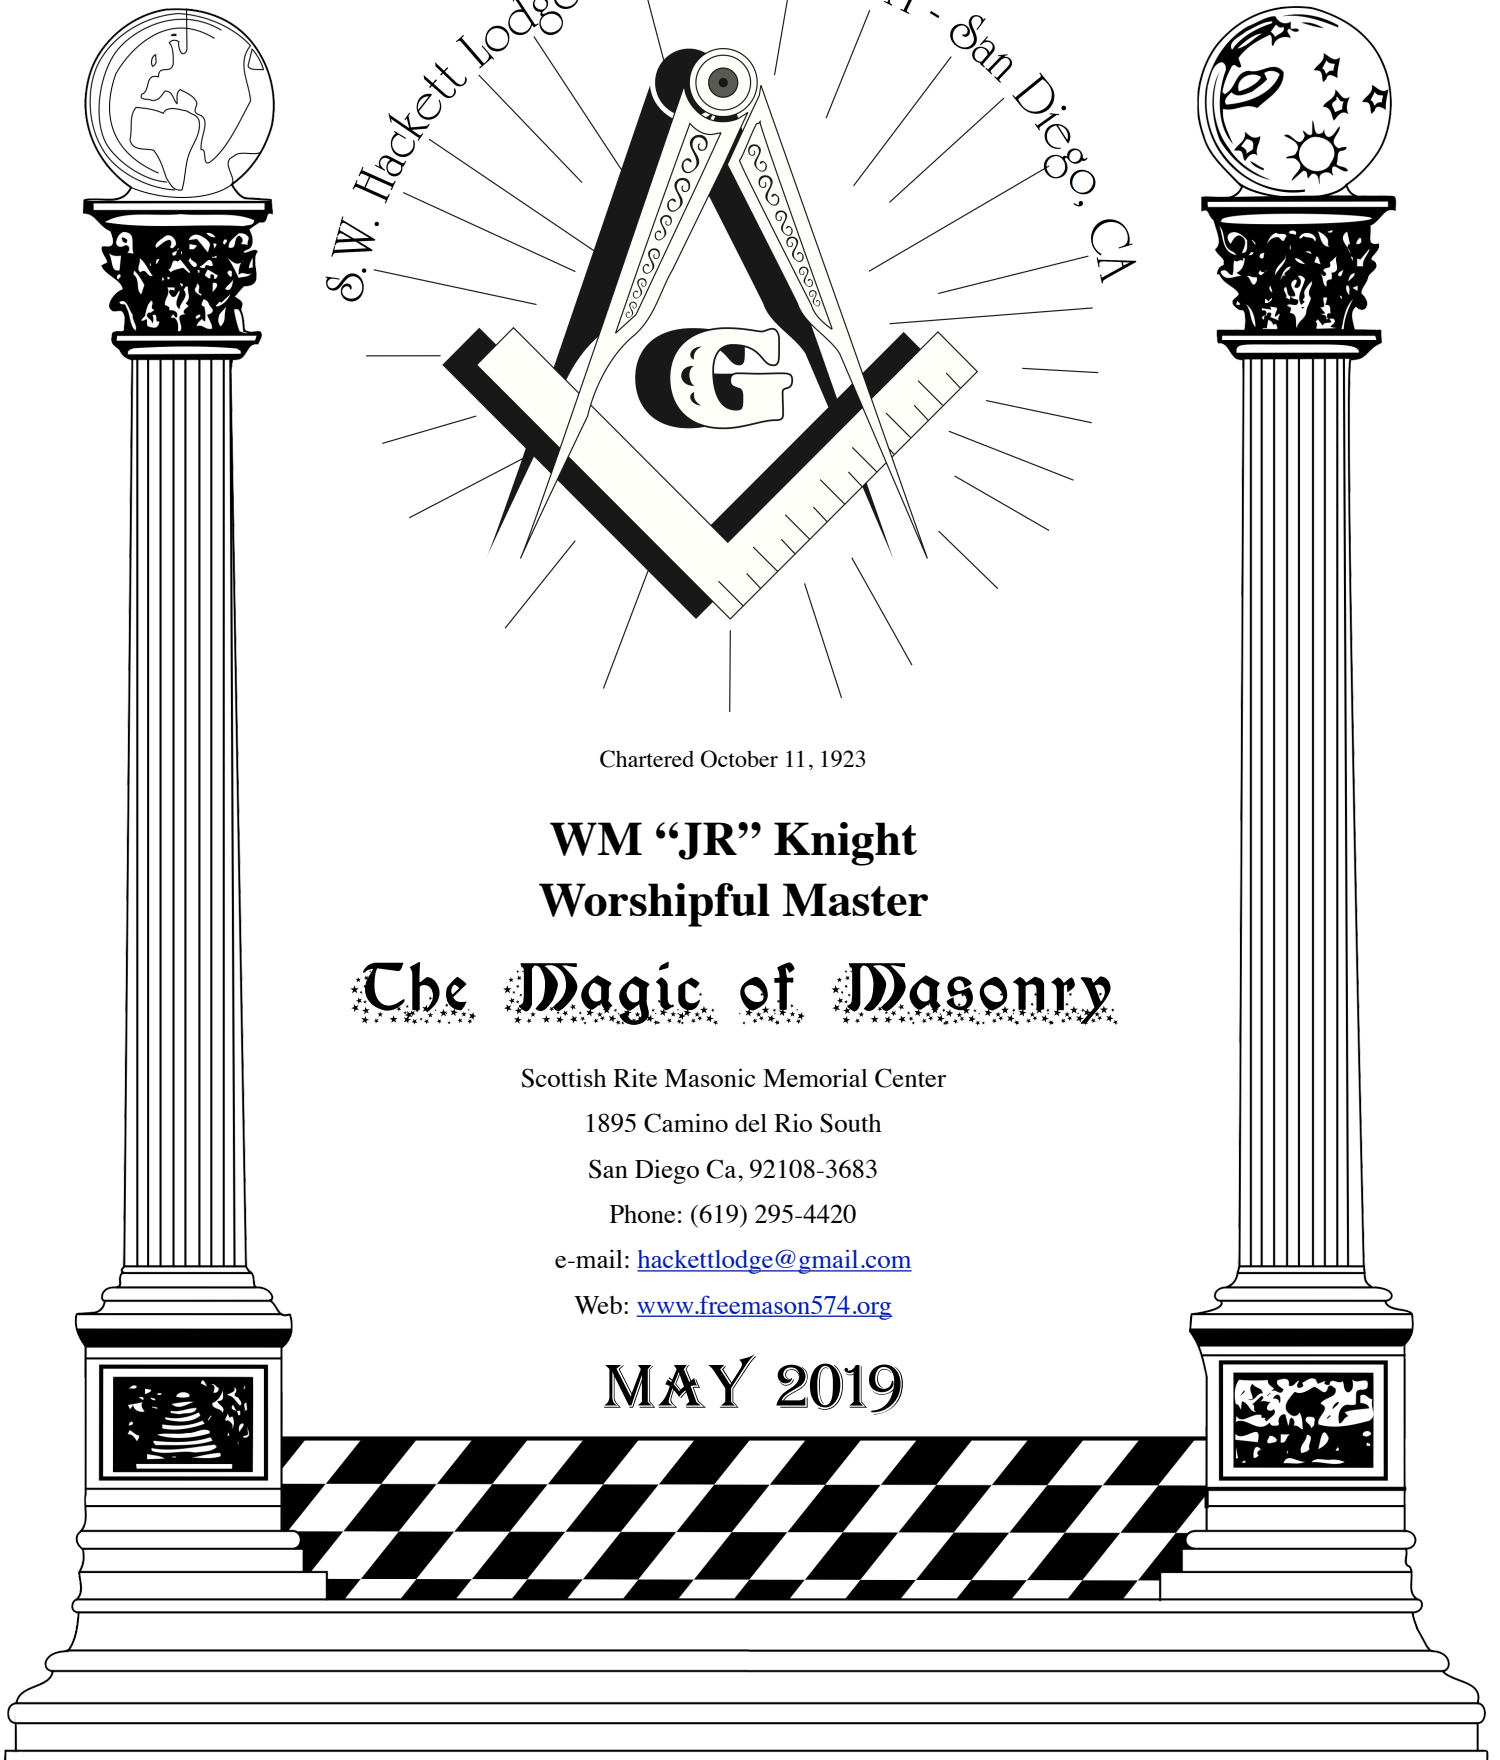 S.W. Hackett Lodge
- San Diego, CA
G
Chartered October 11, 1923
WM “JR” Knight
Worshipful Master
The Magic of Masonry
Scottish Rite Masonic Memorial Center
1895 Camino del Rio South
San Diego Ca, 92108-3683
Phone: (619) 295-4420
e-mail: hackettlodge@gmail.com
Web: www.freemason574.org
MAY 2019